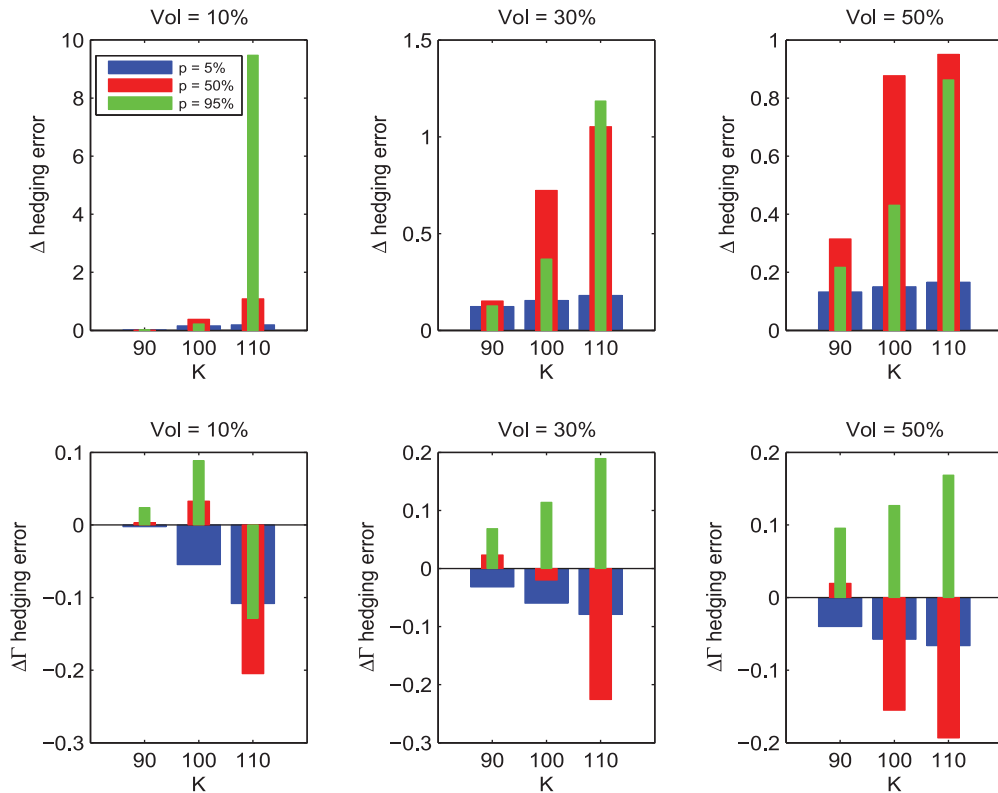 Vol = 10%
Vol = 30%
Vol = 50%
Δ hedging error
10
8
6
4
2
0
p = 5%
p = 50%
p = 95%
90 100 110
K
Δ hedging error
1.5
1
0.5
0
90 100 110
K
Δ hedging error
1
0.8
0.6
0.4
0.2
0
90 100 110
K
Vol = 10%
Vol = 30%
Vol = 50%
ΔΓ hedging error
0.1
0
−0.1
−0.2
−0.3
90 100 110
K
ΔΓ hedging error
0.2
0.1
0
−0.1
−0.2
−0.3
90 100 110
K
ΔΓ hedging error
0.2
0.1
0
−0.1
−0.2
90 100 110
K